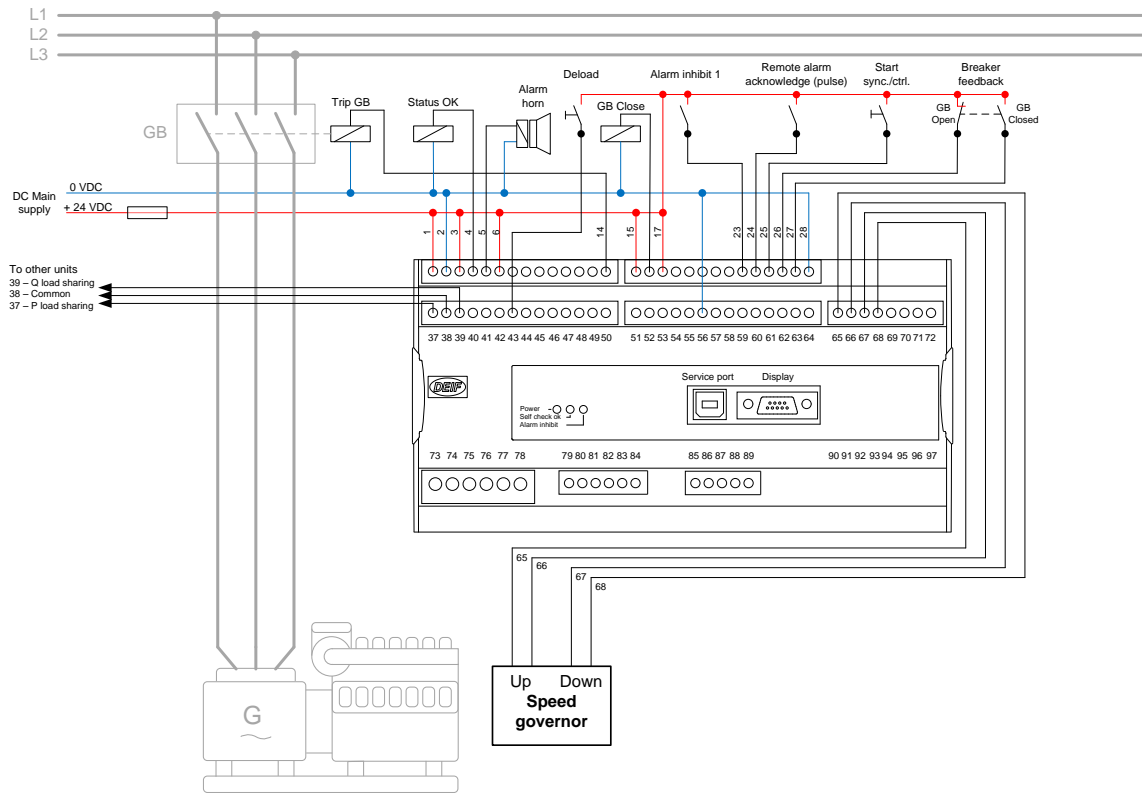 L1
L2
L3
Deload
Alarm inhibit 1
Remote alarm
acknowledge (pulse)
Start
sync./ctrl.
Breaker
feedback
Trip GB
Status OK
Alarm
horn
GB Close
GB
Open
GB
Closed
GB
DC Main
supply
0 VDC
+ 24 VDC
1
2
3
4
5
6
14
15
17
23
24
25
26
27
28
To other units
39 – Q load sharing
38 – Common
37 – P load sharing
37 38 39 40 41 42 43 44 45 46 47 48 49 50
51 52 53 54 55 56 57 58 59 60 61 62 63 64
65 66 67 68 69 70 71 72
DEIF
Service port
Display
Power
Self check ok
Alarm inhibit
73 74 75 76 77 78
79 80 81 82 83 84
85 86 87 88 89
90 91 92 93 94 95 96 97
65
66
67
68
Up Down
Speed
governor
G